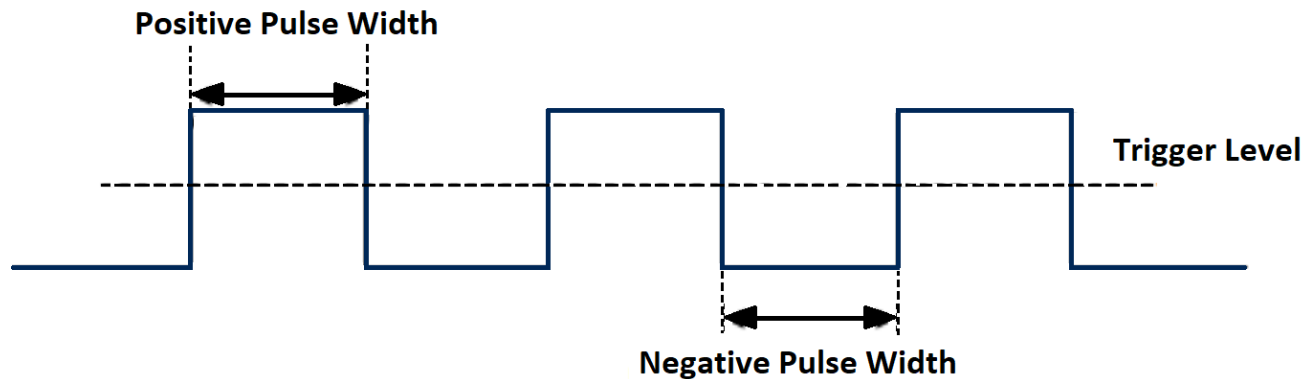 Positive Pulse Width
Trigger Level
Negative Pulse Width